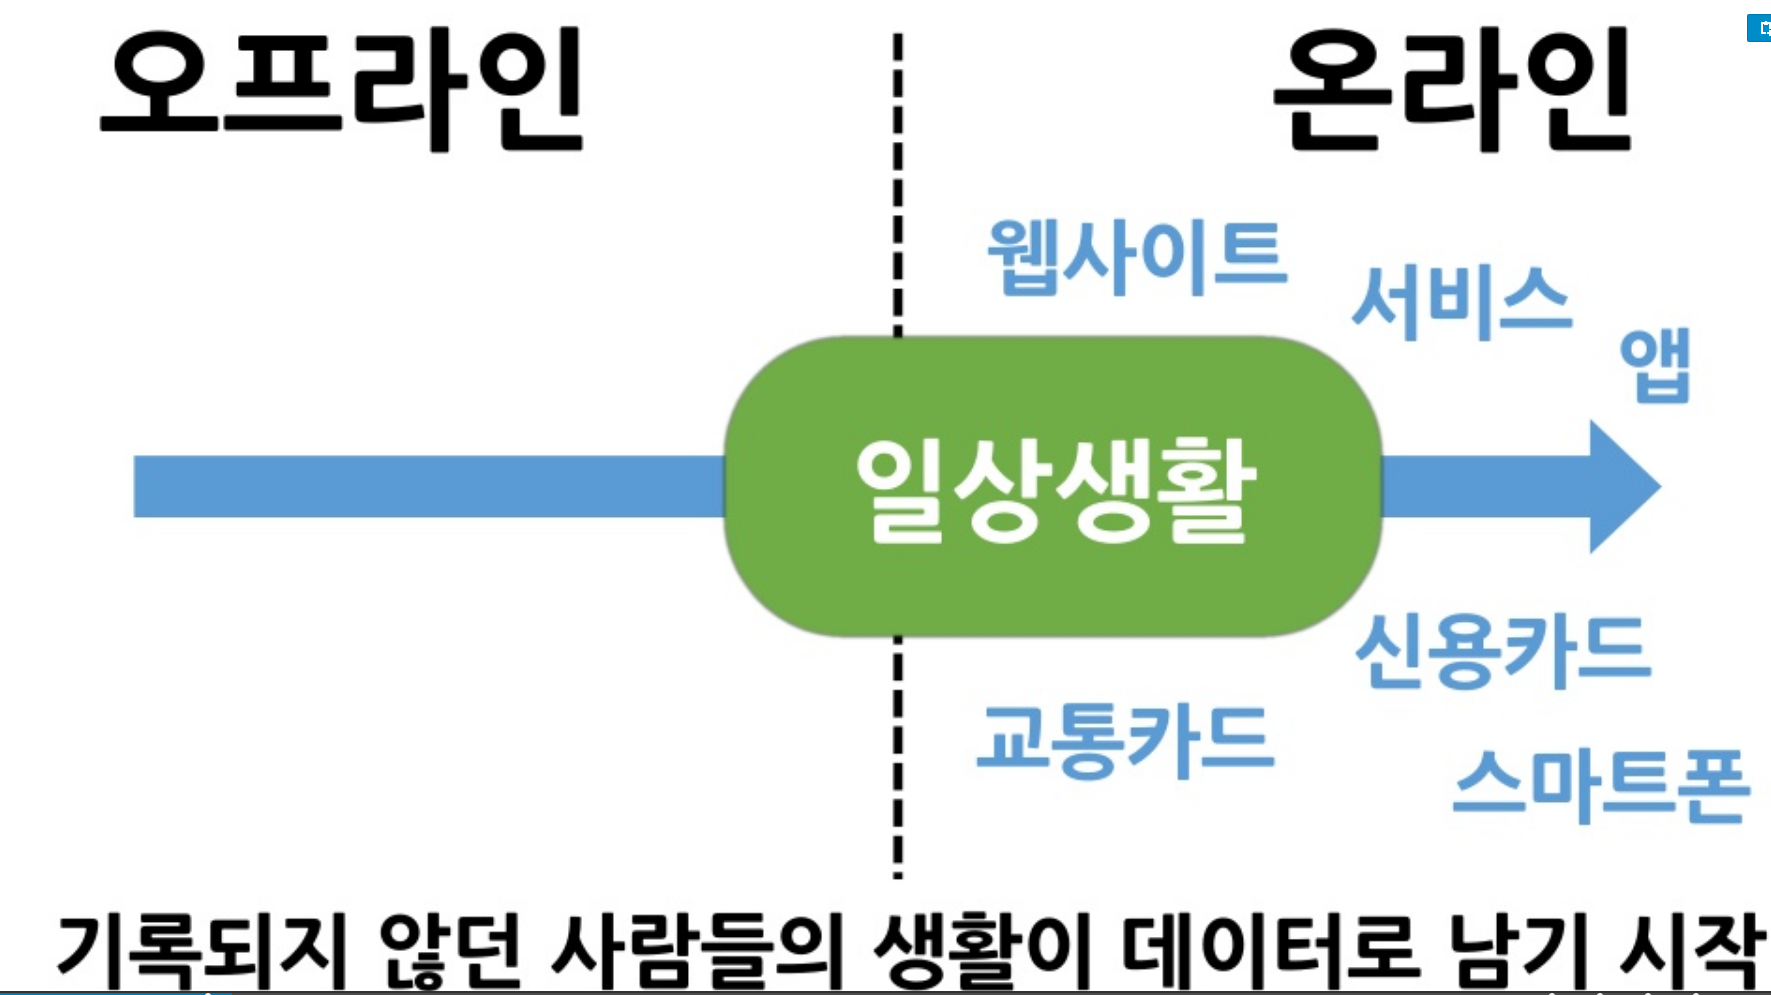 오프라인
온라인
웹사이트
서비스
앱
일상생활
신용카드
교통카드
스마트폰
기록되지 않던 사람들의 생활이 데이터로 남기 시작